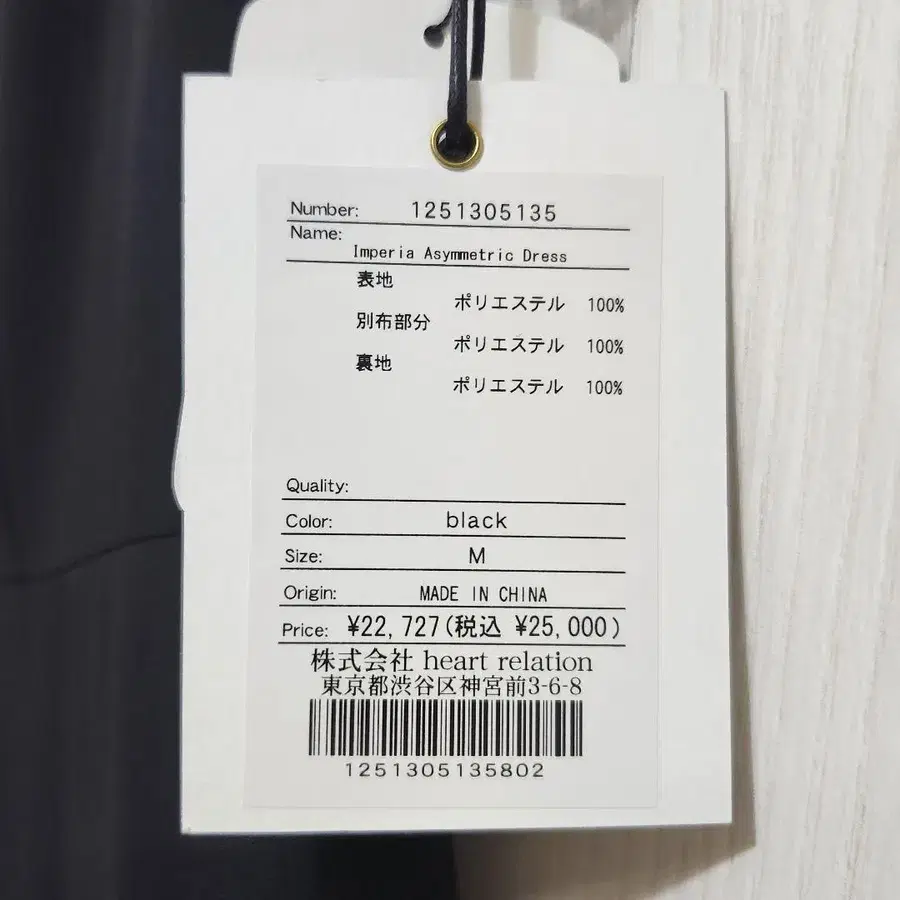 Number: 1251305135
Name:
Imperia Asymmetric Dress
表地
ポリエステル 100%
別布部分
ポリエステル 100%
裏地
ポリエステル 100%
Quality:
Color: black
Size: M
Origin: MADE IN CHINA
Price: ¥22,727(税込 ¥25,000)
株式会社 heart relation
東京都渋谷区神宮前3-6-8
1251305135802